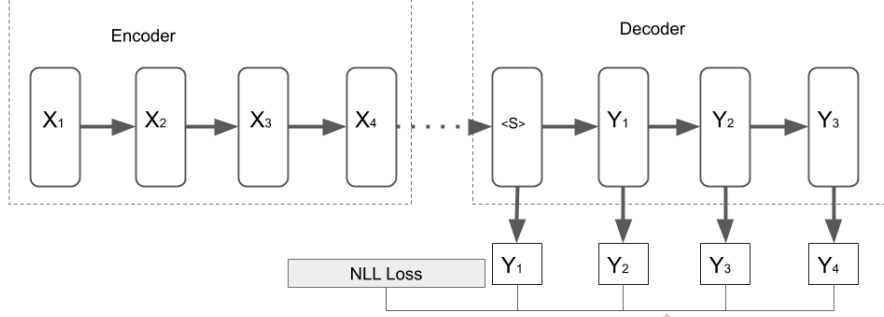 Encoder
Decoder
X1 X2 X3 X4 <S> Y1 Y2 Y3
Y1 Y2 Y3 Y4
NLL Loss